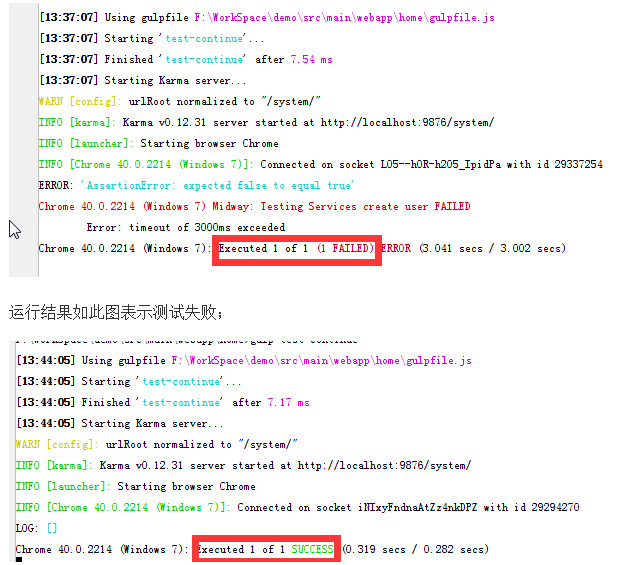 [13:37:07] Using gulpfile F:\WorkSpace\demo\src\main\webapp\home\gulpfile.js
[13:37:07] Starting 'test-continue'...
[13:37:07] Finished 'test-continue' after 7.54 ms
[13:37:07] Starting Karma server...
WARN [config]: urlRoot normalized to "/system/"
INFO [karma]: Karma v0.12.31 server started at http://localhost:9876/system/
INFO [launcher]: Starting browser Chrome
INFO [Chrome 40.0.2214 (Windows 7)]: Connected on socket L05--h0R-h205_IpidPa with id 29337254
ERROR: 'AssertionError: expected false to equal true'
Chrome 40.0.2214 (Windows 7) Midway: Testing Services create user FAILED
Error: timeout of 3000ms exceeded
Chrome 40.0.2214 (Windows 7): Executed 1 of 1 (1 FAILED) ERROR (3.041 secs / 3.002 secs)
运行结果如此图表示测试失败；
F:\WorkSpace\demo\src\main\webapp\home>gulp test-continue
[13:44:05] Using gulpfile F:\WorkSpace\demo\src\main\webapp\home\gulpfile.js
[13:44:05] Starting 'test-continue'...
[13:44:05] Finished 'test-continue' after 7.17 ms
[13:44:05] Starting Karma server...
WARN [config]: urlRoot normalized to "/system/"
INFO [karma]: Karma v0.12.31 server started at http://localhost:9876/system/
INFO [launcher]: Starting browser Chrome
INFO [Chrome 40.0.2214 (Windows 7)]: Connected on socket iNIxyFndnaAtZz4nkDPZ with id 29294270
LOG: []
Chrome 40.0.2214 (Windows 7): Executed 1 of 1 SUCCESS (0.319 secs / 0.282 secs)